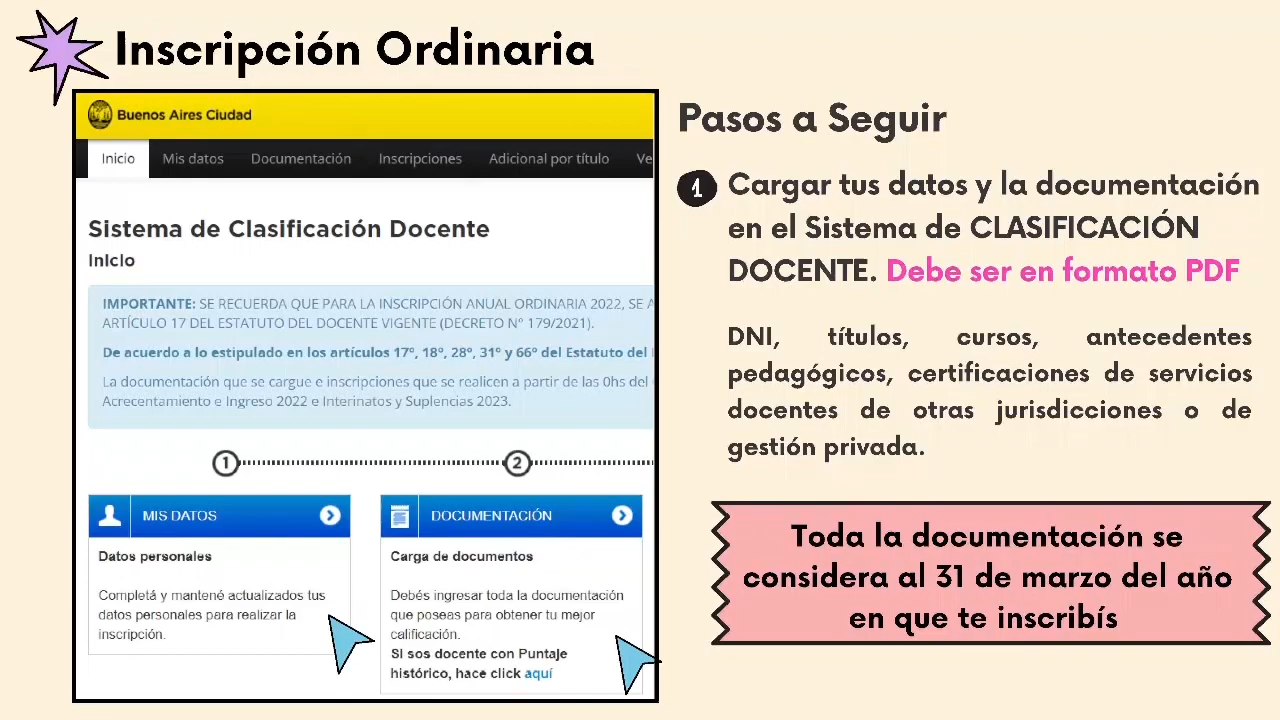 Inscripción Ordinaria
Buenos Aires Ciudad
Inicio Mis datos Documentación Inscripciones Adicional por título
Sistema de Clasificación Docente
Inicio
IMPORTANTE: SE RECUERDA QUE PARA LA INSCRIPCIÓN ANUAL ORDINARIA 2022, SE
ARTÍCULO 17 DEL ESTATUTO DEL DOCENTE VIGENTE (DECRETO N° 179/2021).
De acuerdo a lo estipulado en los artículos 17º, 18º, 28º, 31º y 66º del Estatuto del
La documentación que se cargue e inscripciones que se realicen a partir de las 0hs del
Acrecentamiento e Ingreso 2022 e Interinatos y Suplencias 2023.
1 2
MIS DATOS
Datos personales
Completá y mantené actualizados tus
datos personales para realizar la
inscripción.
DOCUMENTACIÓN
Carga de documentos
Debés ingresar toda la documentación
que poseas para obtener tu mejor
calificación.
Si sos docente con Puntaje
histórico, hace click aquí
Pasos a Seguir
1 Cargar tus datos y la documentación
en el Sistema de CLASIFICACIÓN
DOCENTE. Debe ser en formato PDF
DNI, títulos, cursos, antecedentes
pedagógicos, certificaciones de servicios
docentes de otras jurisdicciones o de
gestión privada.
Toda la documentación se
considera al 31 de marzo del año
en que te inscribís